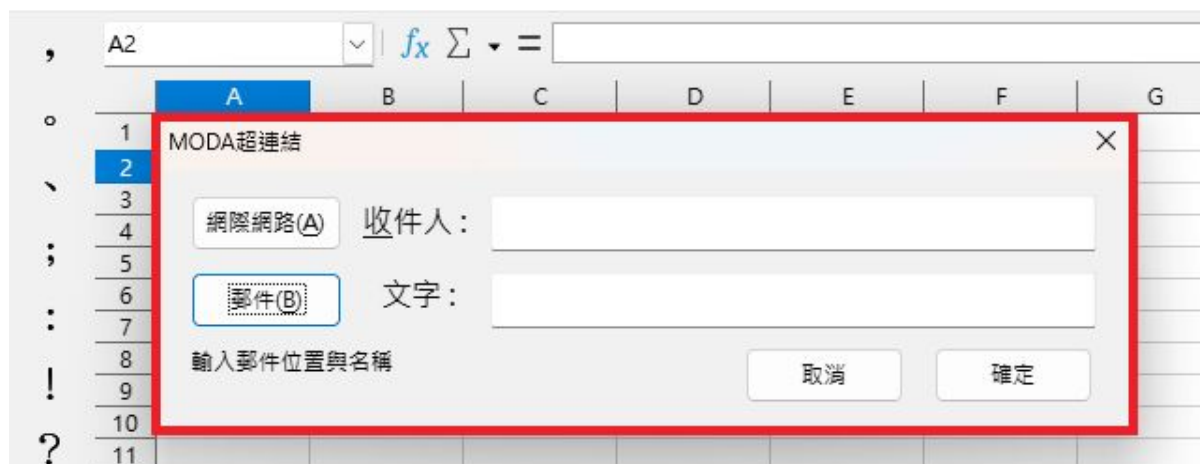 , A2 fx Σ =
A B C D E F G
。
、
;
:
!
?
1
2
3
4
5
6
7
8
9
10
11
MODA超連結
網際網路(A) 收件人:
郵件(B) 文字:
輸入郵件位置與名稱 取消 確定